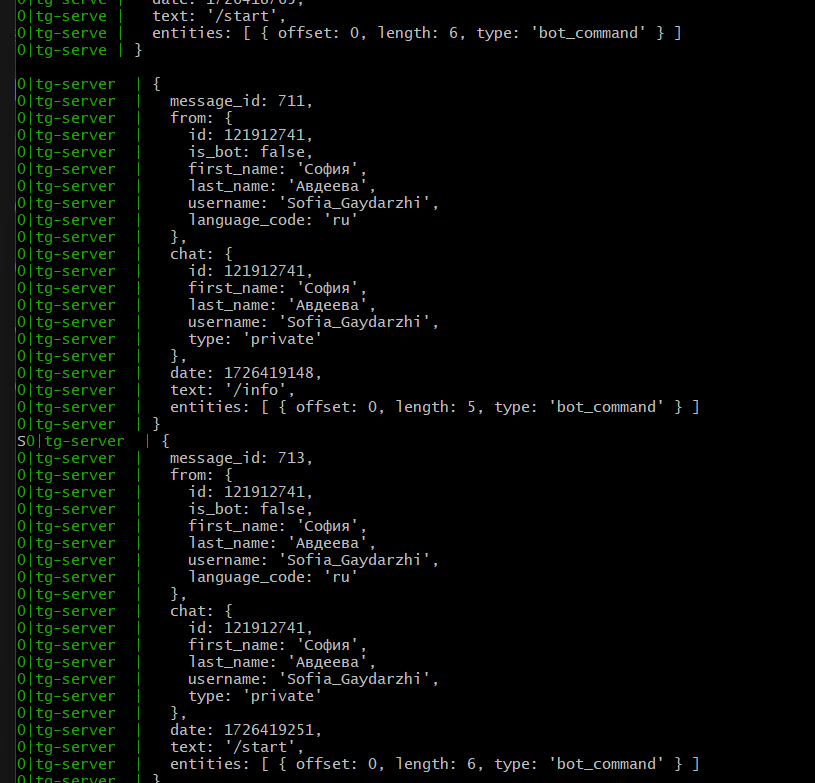 0|tg-serve | date: 1726418765,
0|tg-serve | text: '/start',
0|tg-serve | entities: [ { offset: 0, length: 6, type: 'bot_command' } ]
0|tg-serve | }
0|tg-server | {
0|tg-server | message_id: 711,
0|tg-server | from: {
0|tg-server | id: 121912741,
0|tg-server | is_bot: false,
0|tg-server | first_name: 'София',
0|tg-server | last_name: 'Авдеева',
0|tg-server | username: 'Sofia_Gaydarzhi',
0|tg-server | language_code: 'ru'
0|tg-server | },
0|tg-server | chat: {
0|tg-server | id: 121912741,
0|tg-server | first_name: 'София',
0|tg-server | last_name: 'Авдеева',
0|tg-server | username: 'Sofia_Gaydarzhi',
0|tg-server | type: 'private'
0|tg-server | },
0|tg-server | date: 1726419148,
0|tg-server | text: '/info',
0|tg-server | entities: [ { offset: 0, length: 5, type: 'bot_command' } ]
0|tg-server | }
S0|tg-server | {
0|tg-server | message_id: 713,
0|tg-server | from: {
0|tg-server | id: 121912741,
0|tg-server | is_bot: false,
0|tg-server | first_name: 'София',
0|tg-server | last_name: 'Авдеева',
0|tg-server | username: 'Sofia_Gaydarzhi',
0|tg-server | language_code: 'ru'
0|tg-server | },
0|tg-server | chat: {
0|tg-server | id: 121912741,
0|tg-server | first_name: 'София',
0|tg-server | last_name: 'Авдеева',
0|tg-server | username: 'Sofia_Gaydarzhi',
0|tg-server | type: 'private'
0|tg-server | },
0|tg-server | date: 1726419251,
0|tg-server | text: '/start',
0|tg-server | entities: [ { offset: 0, length: 6, type: 'bot_command' } ]
0|tg-server | }